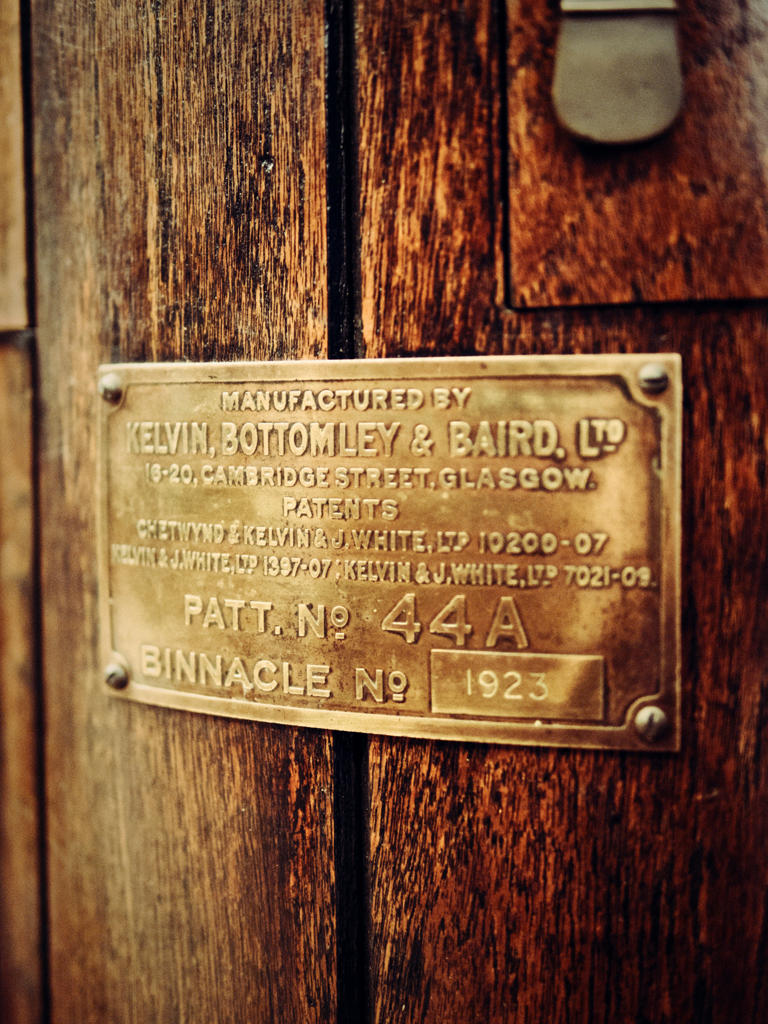 MANUFACTURED BY
KELVIN, BOTTOMLEY & BAIRD, LTD
16-20, CAMBRIDGE STREET, GLASGOW.
PATENTS
CHETWYND & KELVIN & J. WHITE, LTD 10200-07
KELVIN & J. WHITE, LTD 1397-07; KELVIN & J. WHITE, LTD 7021-09.
PATT. No 44A
BINNACLE No 1923